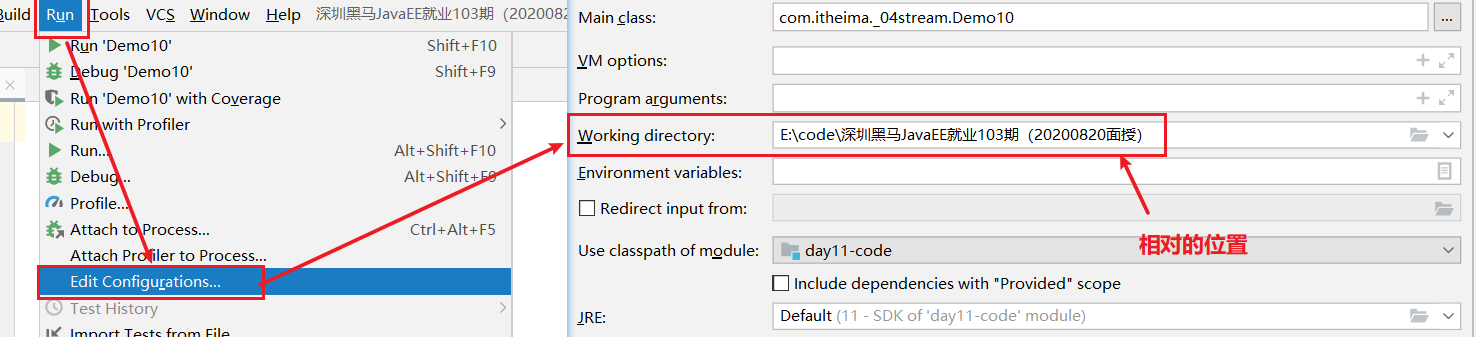 Build Run Tools VCS Window Help 深圳黑马JavaEE就业103期（20200820
Run 'Demo10' Shift+F10
Debug 'Demo10' Shift+F9
Run 'Demo10' with Coverage
Run with Profiler
Run... Alt+Shift+F10
Debug... Alt+Shift+F9
Profile...
Attach to Process... Ctrl+Alt+F5
Attach Profiler to Process...
Edit Configurations...
Test History
Import Tests from File
Main class: com.itheima._04stream.Demo10 ...
VM options:
Program arguments:
Working directory: E:\code\深圳黑马JavaEE就业103期（20200820面授）
Environment variables:
Redirect input from:
相对的位置
Use classpath of module: day11-code
Include dependencies with "Provided" scope
JRE: Default (11 - SDK of 'day11-code' module)